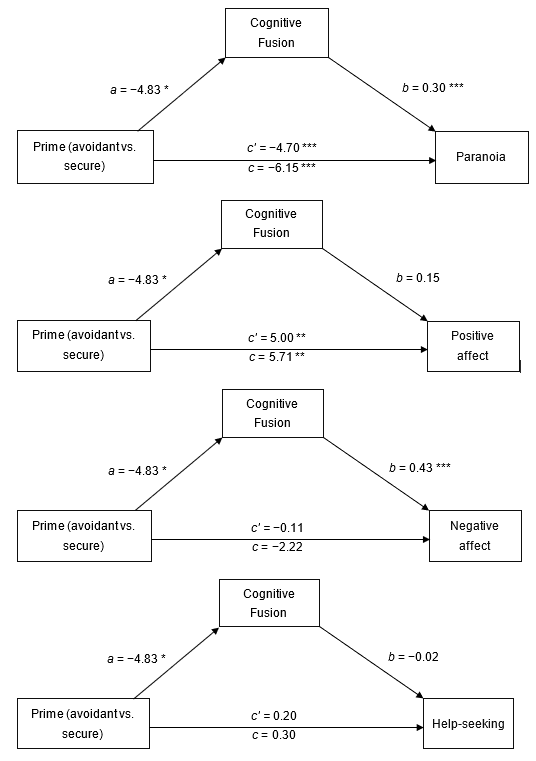 Cognitive
Fusion
a = −4.83 *
b = 0.30 ***
Prime (avoidant vs.
secure)
c' = −4.70 ***
c = −6.15 ***
Paranoia
Cognitive
Fusion
a = −4.83 *
b = 0.15
Prime (avoidant vs.
secure)
c' = 5.00 **
c = 5.71 **
Positive
affect
Cognitive
Fusion
a = −4.83 *
b = 0.43 ***
Prime (avoidant vs.
secure)
c' = −0.11
c = −2.22
Negative
affect
Cognitive
Fusion
a = −4.83 *
b = −0.02
Prime (avoidant vs.
secure)
c' = 0.20
c = 0.30
Help-seeking